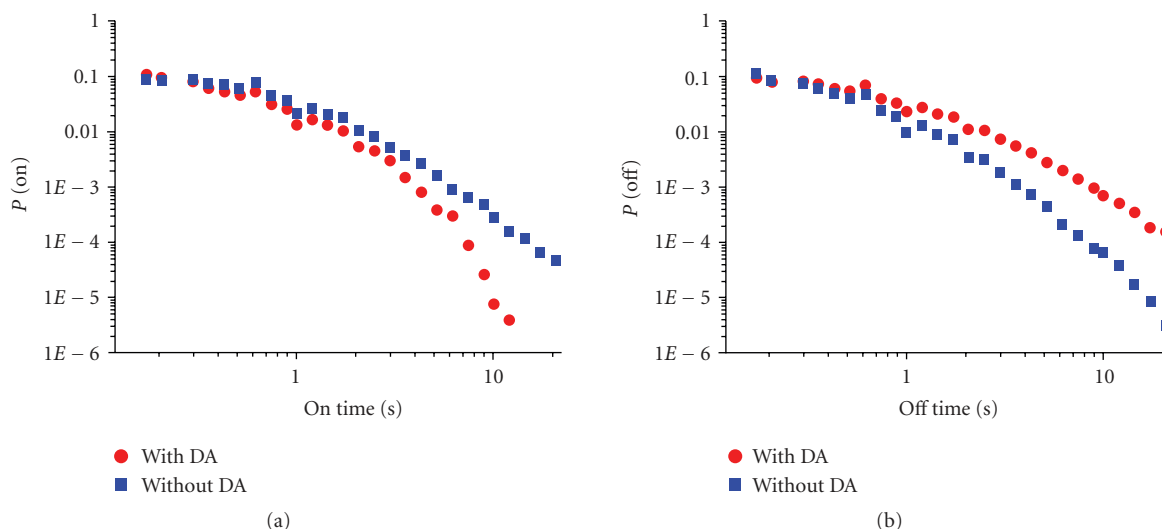 1
0.1
0.01
1E − 3
1E − 4
1E − 5
1E − 6
P (on)
1
10
On time (s)
With DA
Without DA
(a)
1
0.1
0.01
1E − 3
1E − 4
1E − 5
1E − 6
P (off)
1
10
Off time (s)
With DA
Without DA
(b)